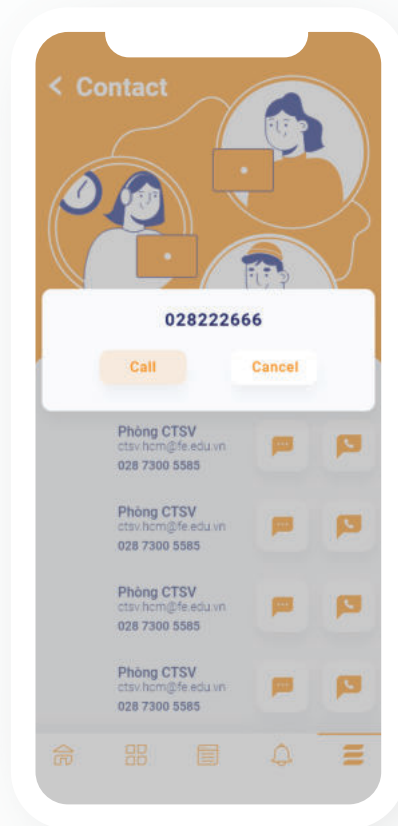 Contact
028222666
Call
Cancel
Phòng CTSV
ctsv.hcm@fe.edu.vn
028 7300 5585
Phòng CTSV
ctsv.hcm@fe.edu.vn
028 7300 5585
Phòng CTSV
ctsv.hcm@fe.edu.vn
028 7300 5585
Phòng CTSV
ctsv.hcm@fe.edu.vn
028 7300 5585